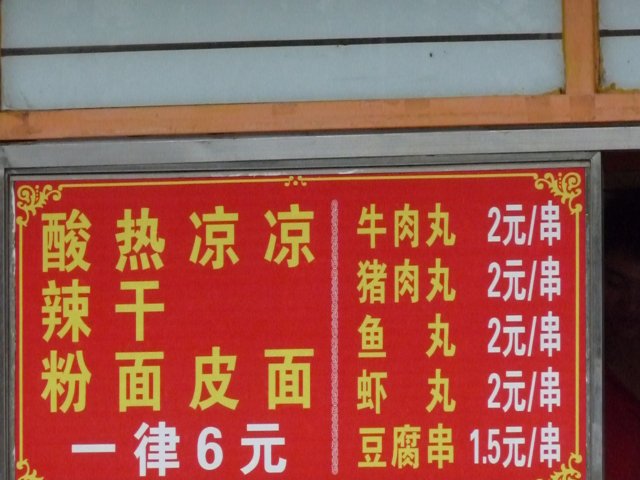 酸辣粉
热干面
凉皮
凉面
一律6元
牛肉丸 2元/串
猪肉丸 2元/串
鱼丸 2元/串
虾丸 2元/串
豆腐串 1.5元/串